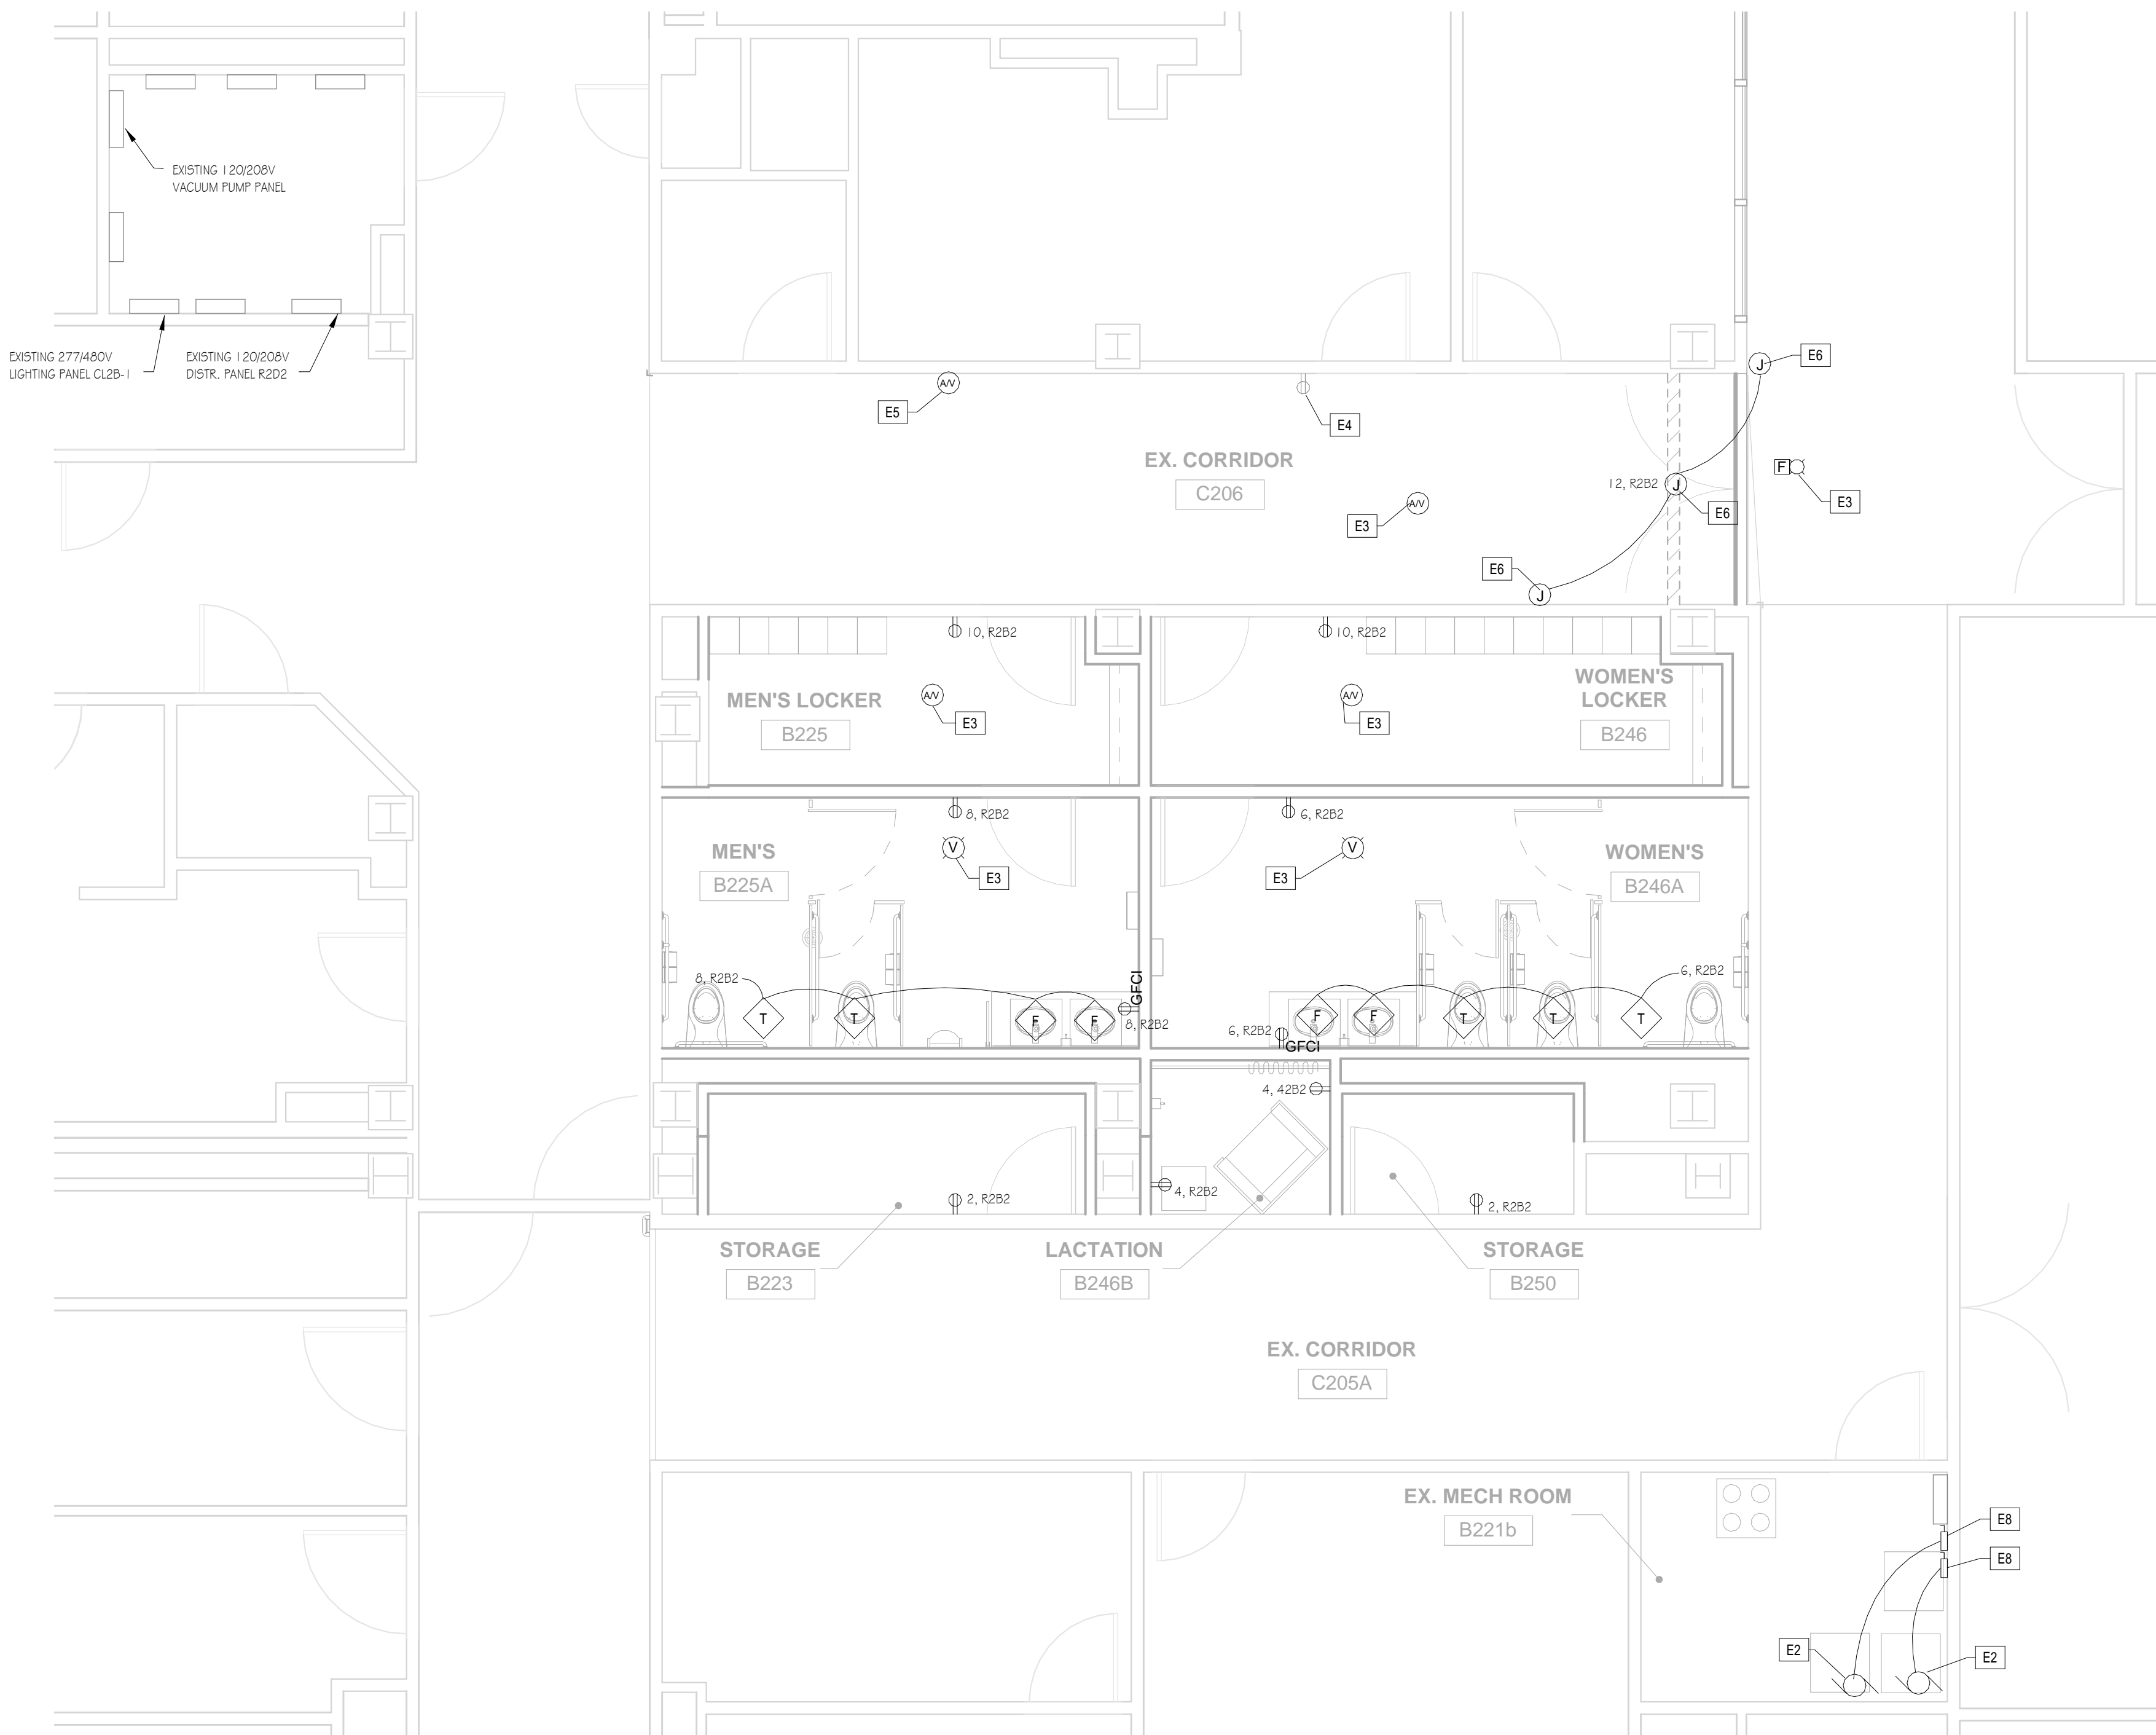 EXISTING 120/208V
VACUUM PUMP PANEL
EXISTING 277/480V
LIGHTING PANEL CL2B-1
EXISTING 120/208V
DISTR. PANEL R2D2
A/V
E5
E4
J
E6
EX. CORRIDOR
C206
12, R2B2
J
E6
F
E3
A/V
E3
E6
J
10, R2B2
10, R2B2
MEN'S LOCKER
B225
A/V
E3
A/V
E3
WOMEN'S
LOCKER
B246
8, R2B2
6, R2B2
MEN'S
B225A
V
E3
V
E3
WOMEN'S
B246A
8, R2B2
T
T
F
F
GFCI
8, R2B2
6, R2B2
GFCI
F
F
T
T
T
6, R2B2
4, 42B2
4, R2B2
2, R2B2
2, R2B2
STORAGE
B223
LACTATION
B246B
STORAGE
B250
EX. CORRIDOR
C205A
EX. MECH ROOM
B221b
E8
E8
E2
E2